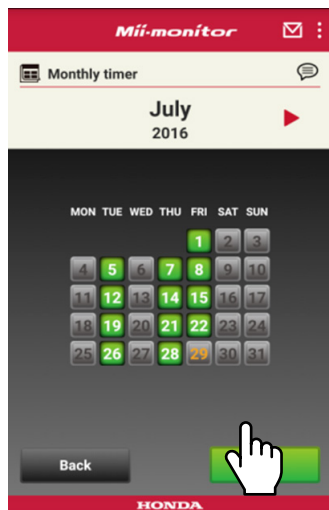 Mii-monitor
Monthly timer
July
2016
MON TUE WED THU FRI SAT SUN
1 2 3
4 5 6 7 8 9 10
11 12 13 14 15 16 17
18 19 20 21 22 23 24
25 26 27 28 29 30 31
Back
HONDA